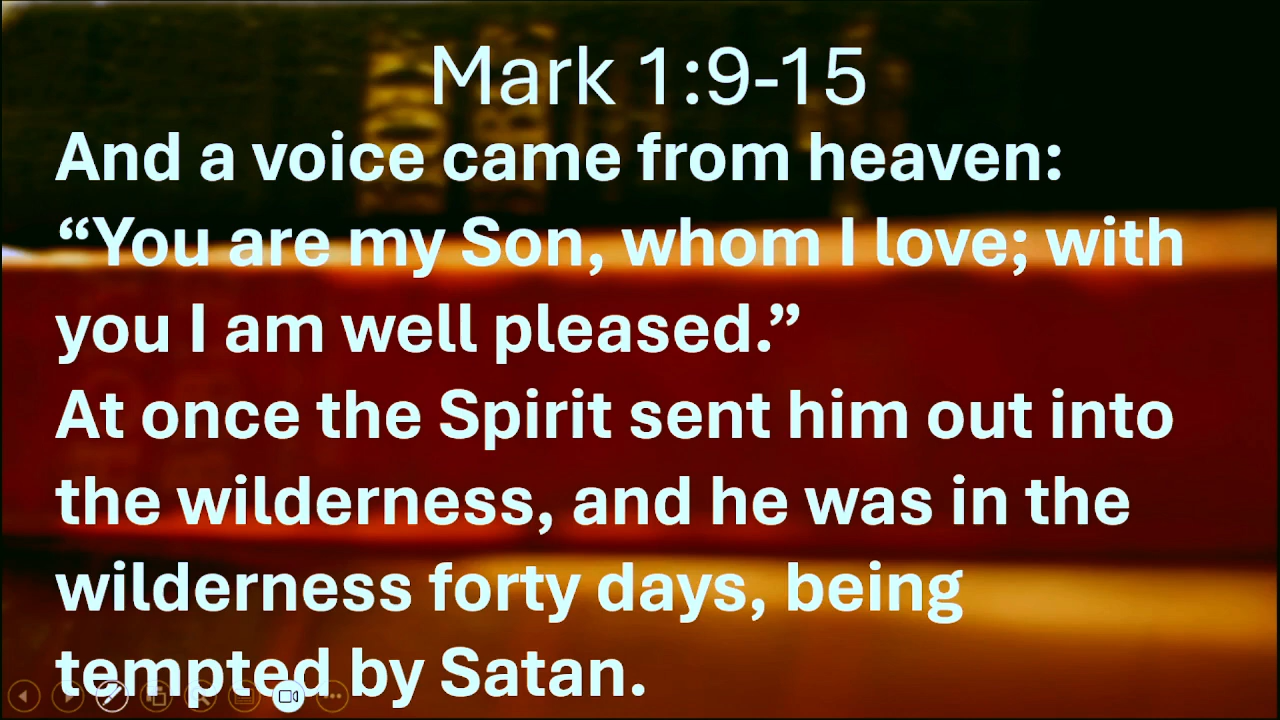 Mark 1:9-15
And a voice came from heaven:
“You are my Son, whom I love; with
you I am well pleased.”
At once the Spirit sent him out into
the wilderness, and he was in the
wilderness forty days, being
tempted by Satan.